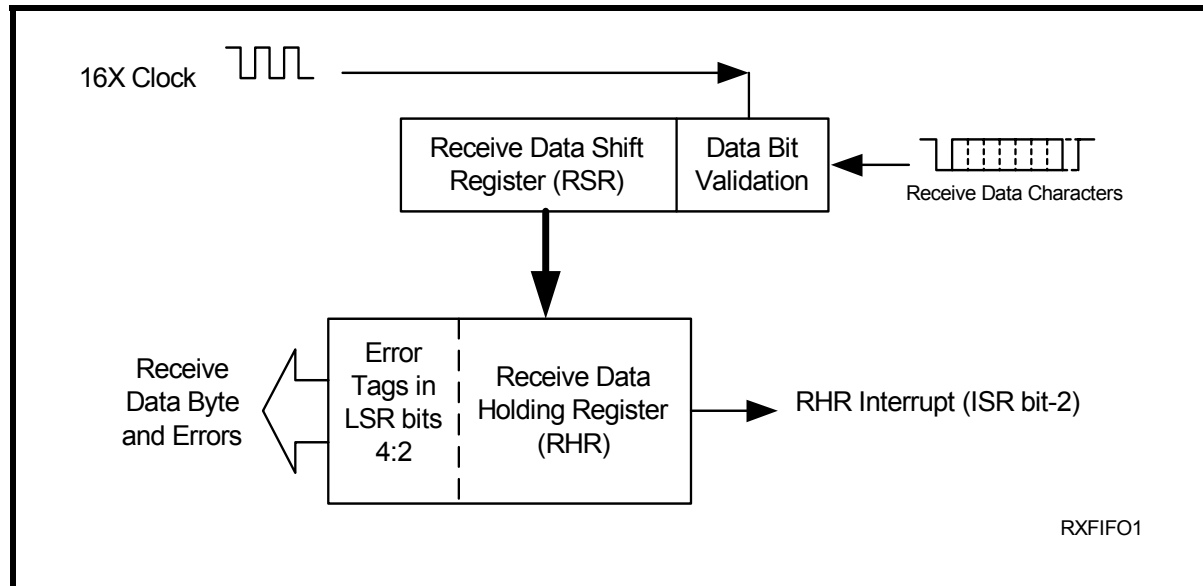 16X Clock
Receive Data Shift
Register (RSR)
Data Bit
Validation
Receive Data Characters
Receive
Data Byte
and Errors
Error
Tags in
LSR bits
4:2
Receive Data
Holding Register
(RHR)
RHR Interrupt (ISR bit-2)
RXFIFO1